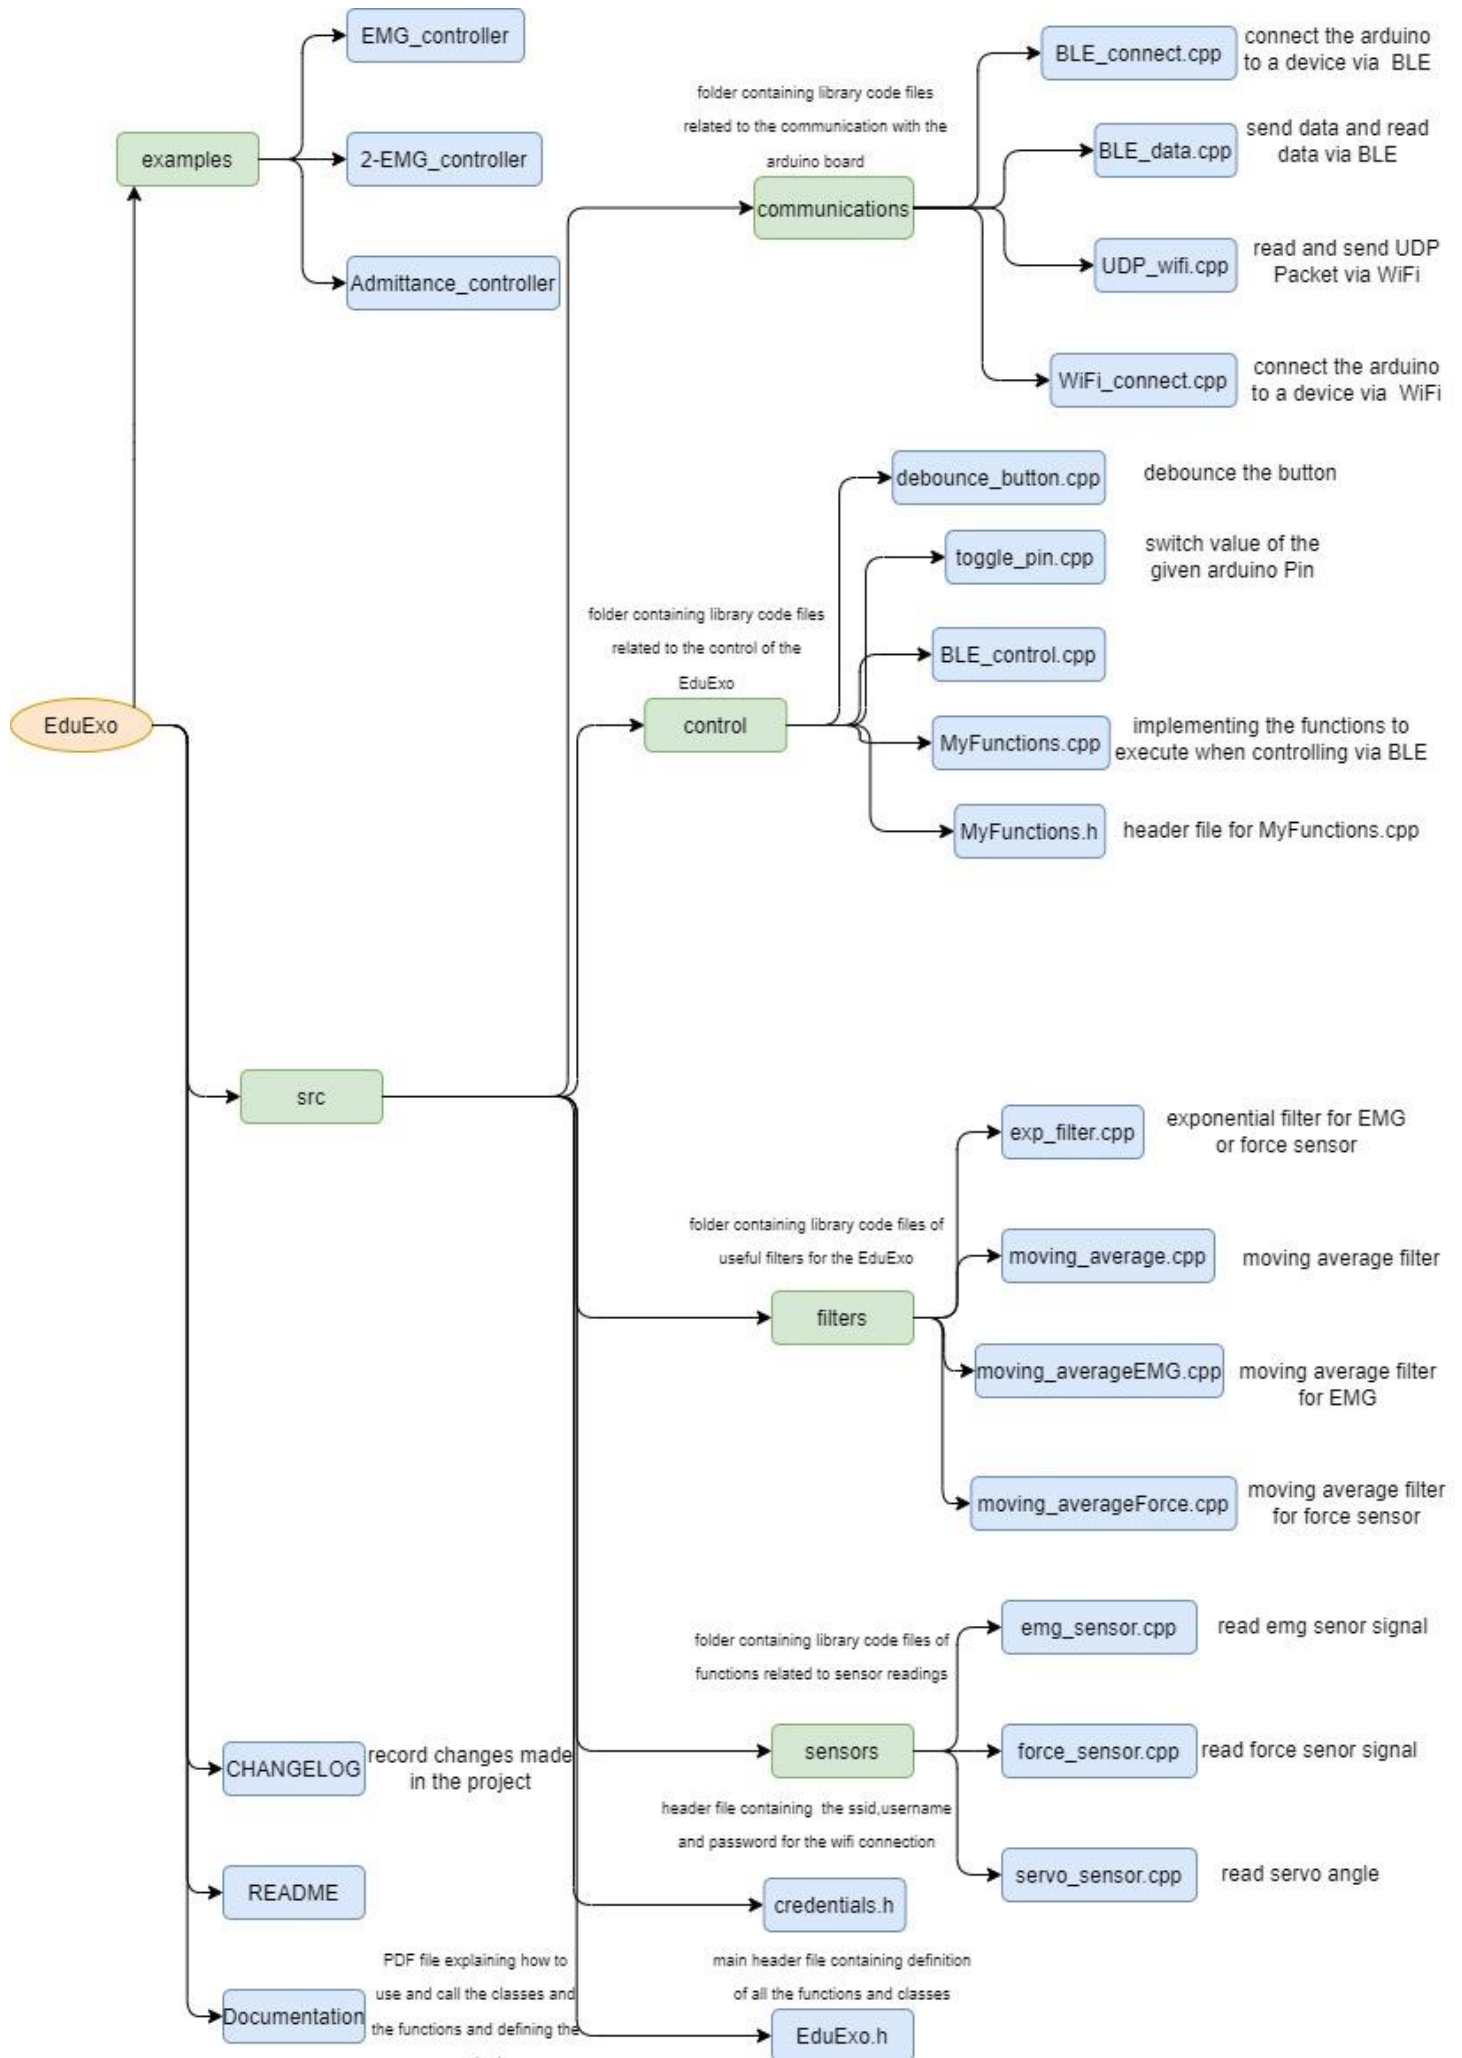 EMG_controller
examples
2-EMG_controller
Admittance_controller
folder containing library code files
related to the communication with the
arduino board
communications
BLE_connect.cpp
connect the arduino
to a device via  BLE
BLE_data.cpp
send data and read
data via BLE
UDP_wifi.cpp
read and send UDP
Packet via WiFi
WiFi_connect.cpp
connect the arduino
to a device via  WiFi
debounce_button.cpp
debounce the button
toggle_pin.cpp
switch value of the
given arduino Pin
folder containing library code files
related to the control of the
EduExo
control
BLE_control.cpp
MyFunctions.cpp
implementing the functions to
execute when controlling via BLE
MyFunctions.h
header file for MyFunctions.cpp
EduExo
src
exp_filter.cpp
exponential filter for EMG
or force sensor
folder containing library code files of
useful filters for the EduExo
filters
moving_average.cpp
moving average filter
moving_averageEMG.cpp
moving average filter
for EMG
moving_averageForce.cpp
moving average filter
for force sensor
folder containing library code files of
functions related to sensor readings
sensors
emg_sensor.cpp
read emg senor signal
force_sensor.cpp
read force senor signal
servo_sensor.cpp
read servo angle
CHANGELOG
record changes made
in the project
header file containing  the ssid,username
and password for the wifi connection
credentials.h
README
Documentation
PDF file explaining how to
use and call the classes and
the functions and defining the
main header file containing definition
of all the functions and classes
EduExo.h